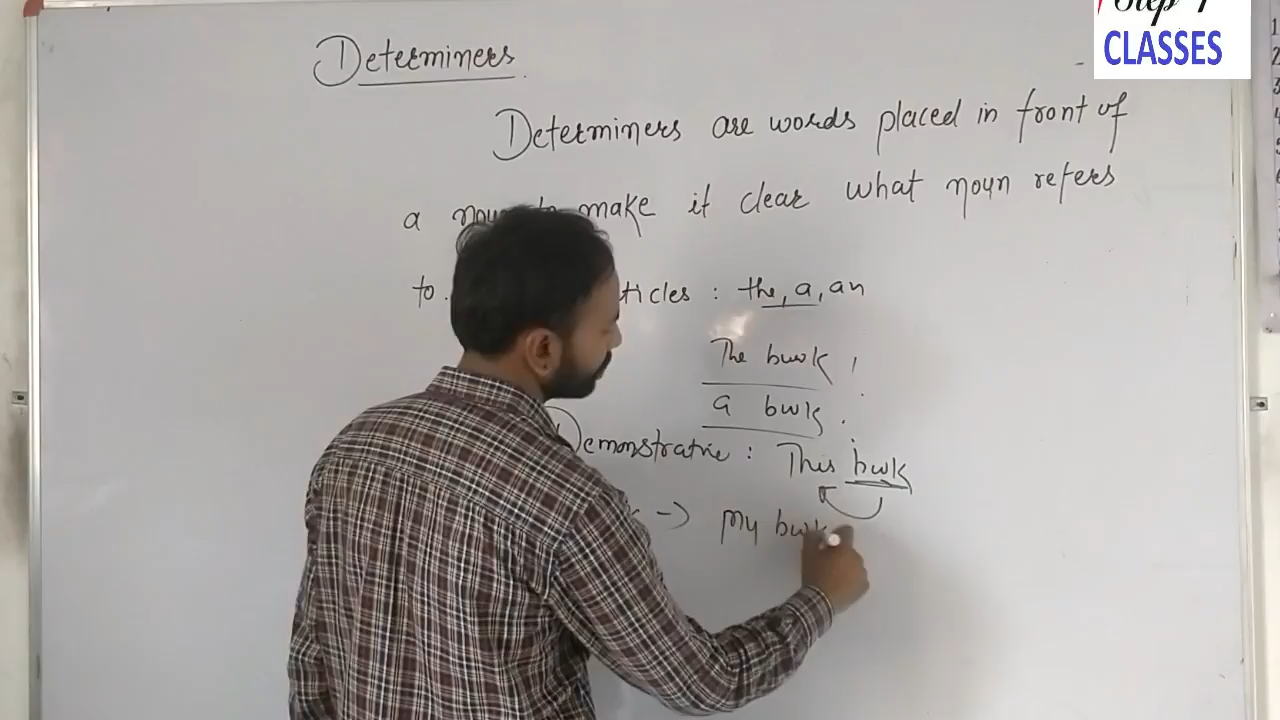 Step 1
CLASSES
Determiners
Determiners are words placed in front of
a noun to make it clear what noun refers
to. ticles : the, a, an
The book,
a book.
Demonstrative : This book
-> My book